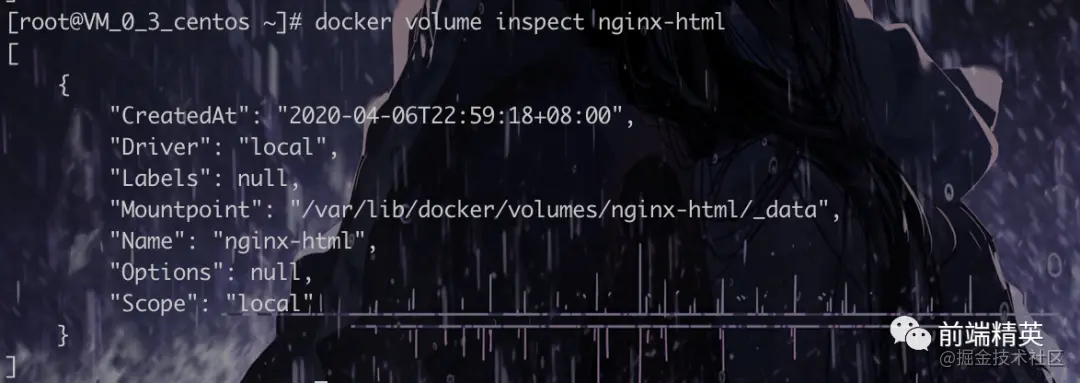 [root@VM_0_3_centos ~]# docker volume inspect nginx-html
[
    {
        "CreatedAt": "2020-04-06T22:59:18+08:00",
        "Driver": "local",
        "Labels": null,
        "Mountpoint": "/var/lib/docker/volumes/nginx-html/_data",
        "Name": "nginx-html",
        "Options": null,
        "Scope": "local"
    }
]
前端精英
@掘金技术社区